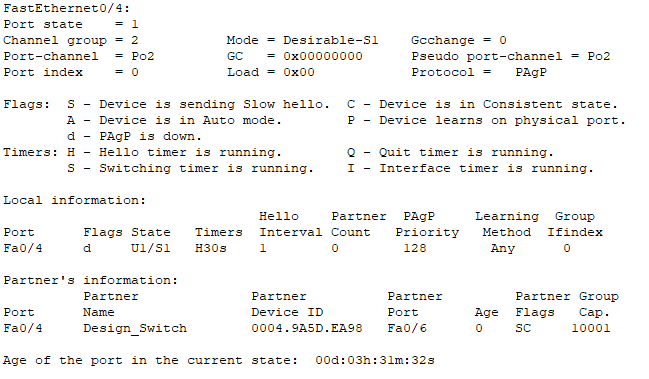 FastEthernet0/4:
Port state    = 1
Channel group = 2           Mode = Desirable-Sl    Gcchange = 0
Port-channel  = Po2         GC   = 0x00000000      Pseudo port-channel = Po2
Port index    = 0           Load = 0x00            Protocol =   PAgP
Flags:  S - Device is sending Slow hello.  C - Device is in Consistent state.
        A - Device is in Auto mode.        P - Device learns on physical port.
        d - PAgP is down.
Timers: H - Hello timer is running.        Q - Quit timer is running.
        S - Switching timer is running.    I - Interface timer is running.
Local information:
                                Hello    Partner  PAgP     Learning  Group
Port      Flags State   Timers  Interval Count   Priority   Method  Ifindex
Fa0/4     d     U1/S1   H30s    1        0        128        Any      0
Partner's information:
          Partner              Partner          Partner         Partner Group
Port      Name                 Device ID        Port       Age  Flags   Cap.
Fa0/4     Design_Switch        0004.9A5D.EA98   Fa0/6      0    SC      10001
Age of the port in the current state:  00d:03h:31m:32s